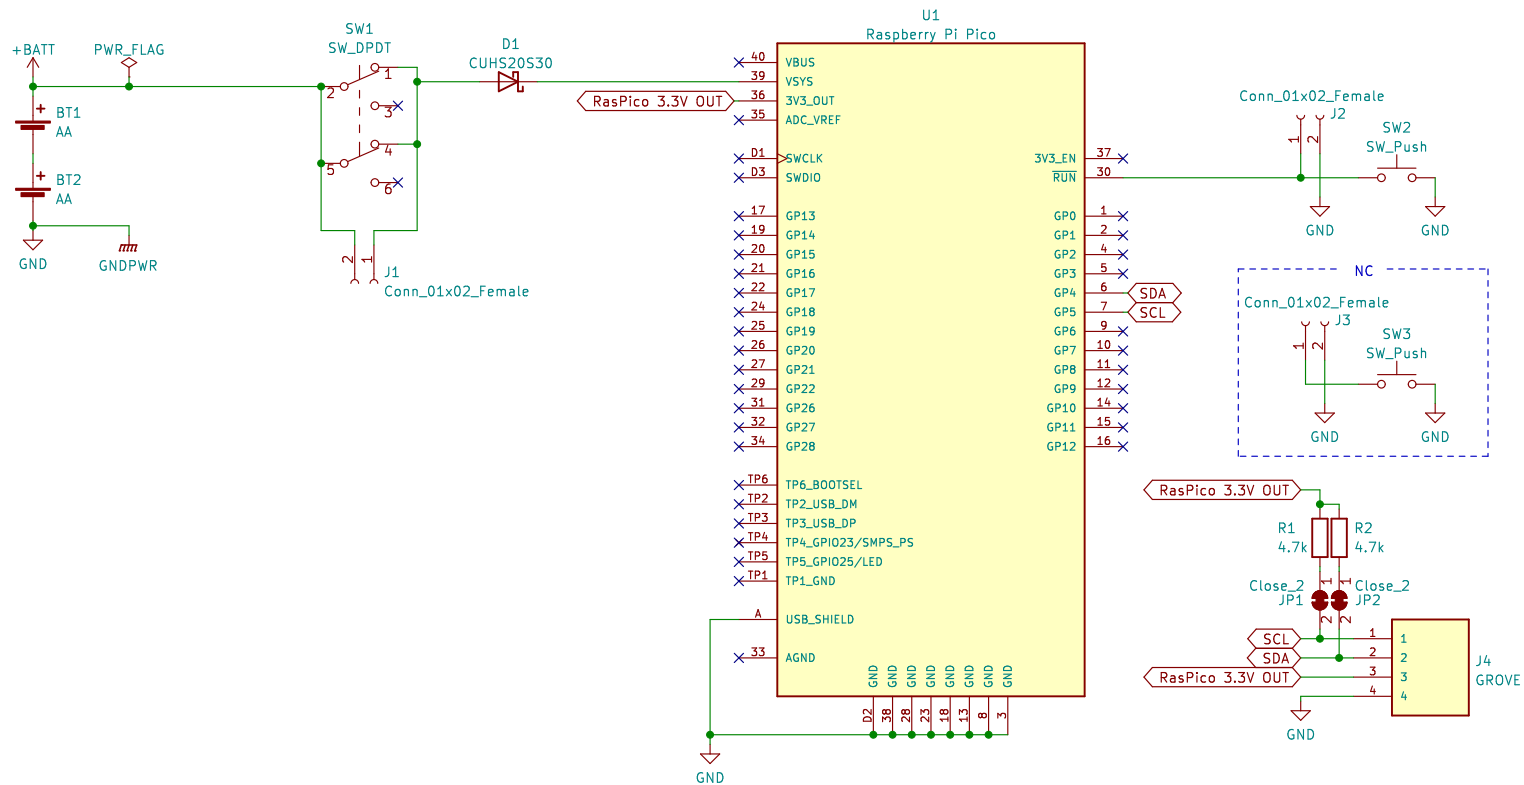 +BATT
PWR_FLAG
BT1
AA
BT2
AA
GND
GNDPWR
SW1
SW_DPDT
1
2
3
4
5
6
2
1
J1
Conn_01x02_Female
D1
CUHS20S30
RasPico 3.3V OUT
U1
Raspberry Pi Pico
40 VBUS
39 VSYS
36 3V3_OUT
35 ADC_VREF
D1 SWCLK
D3 SWDIO
17 GP13
19 GP14
20 GP15
21 GP16
22 GP17
24 GP18
25 GP19
26 GP20
27 GP21
29 GP22
31 GP26
32 GP27
34 GP28
TP6 TP6_BOOTSEL
TP2 TP2_USB_DM
TP3 TP3_USB_DP
TP4 TP4_GPIO23/SMPS_PS
TP5 TP5_GPIO25/LED
TP1 TP1_GND
A USB_SHIELD
33 AGND
3V3_EN 37
RUN 30
GP0 1
GP1 2
GP2 4
GP3 5
GP4 6
GP5 7
GP6 9
GP7 10
GP8 11
GP9 12
GP10 14
GP11 15
GP12 16
GND GND GND GND GND GND GND GND
D2 38 28 23 18 13 8 3
GND
SDA
SCL
Conn_01x02_Female
J2
1 2
SW2
SW_Push
GND
GND
NC
Conn_01x02_Female
J3
1 2
SW3
SW_Push
GND
GND
RasPico 3.3V OUT
R1
4.7k
R2
4.7k
1 1
Close_2
JP1
Close_2
JP2
2 2
SCL 1 1
SDA 2 2
RasPico 3.3V OUT 3 3
4 4
GND
J4
GROVE